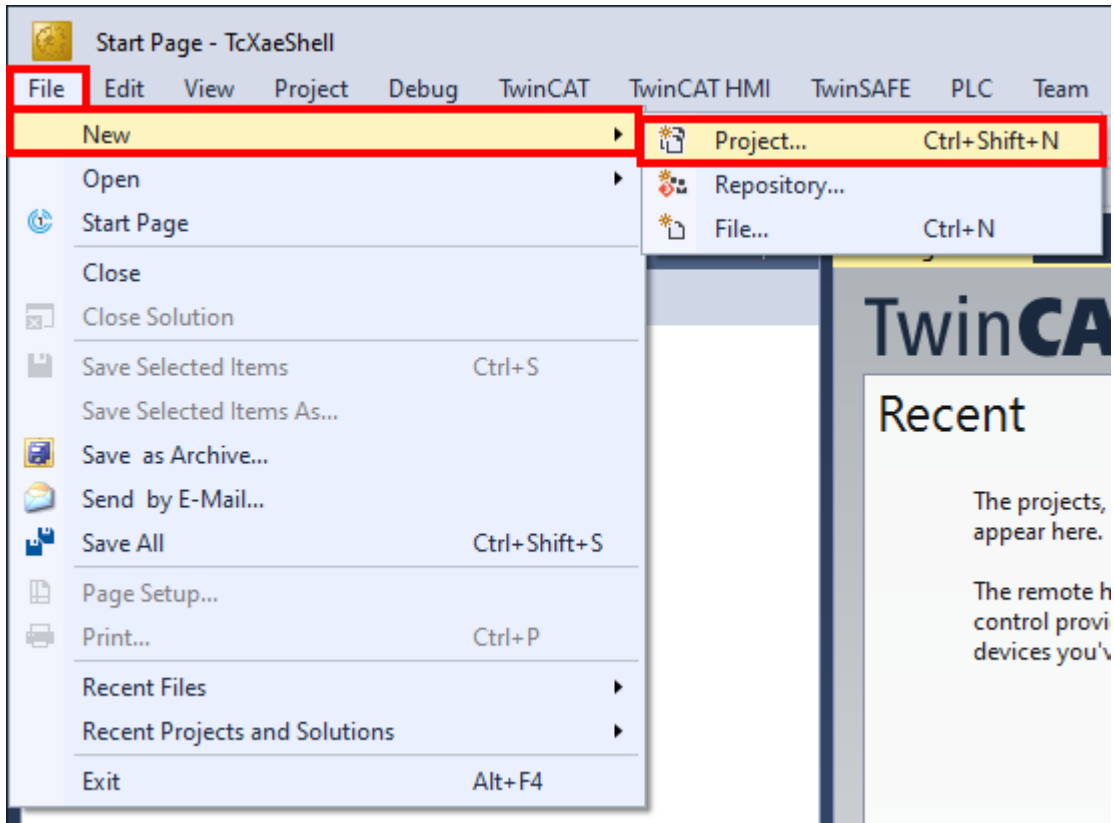 Start Page - TcXaeShell
File Edit View Project Debug TwinCAT TwinCAT HMI TwinSAFE PLC Team
New
Project... Ctrl+Shift+N
Open
Repository...
Start Page
File... Ctrl+N
Close
Close Solution
Save Selected Items Ctrl+S
Save Selected Items As...
Save as Archive...
Send by E-Mail...
Save All Ctrl+Shift+S
Page Setup...
Print... Ctrl+P
Recent Files
Recent Projects and Solutions
Exit Alt+F4
TwinCA
Recent
The projects,
appear here.
The remote h
control provi
devices you'v